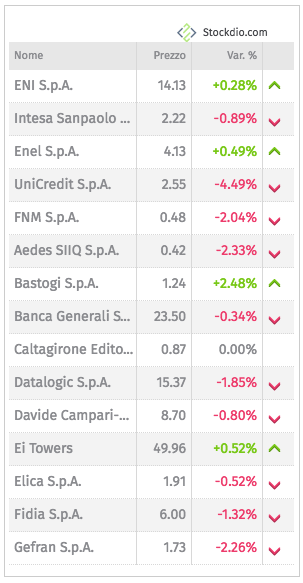 Stockdio.com
Nome Prezzo Var. %
ENI S.p.A. 14.13 +0.28%
Intesa Sanpaolo ... 2.22 -0.89%
Enel S.p.A. 4.13 +0.49%
UniCredit S.p.A. 2.55 -4.49%
FNM S.p.A. 0.48 -2.04%
Aedes SIIQ S.p.A. 0.42 -2.33%
Bastogi S.p.A. 1.24 +2.48%
Banca Generali S... 23.50 -0.34%
Caltagirone Edito... 0.87 0.00%
Datalogic S.p.A. 15.37 -1.85%
Davide Campari-... 8.70 -0.80%
Ei Towers 49.96 +0.52%
Elica S.p.A. 1.91 -0.52%
Fidia S.p.A. 6.00 -1.32%
Gefran S.p.A. 1.73 -2.26%